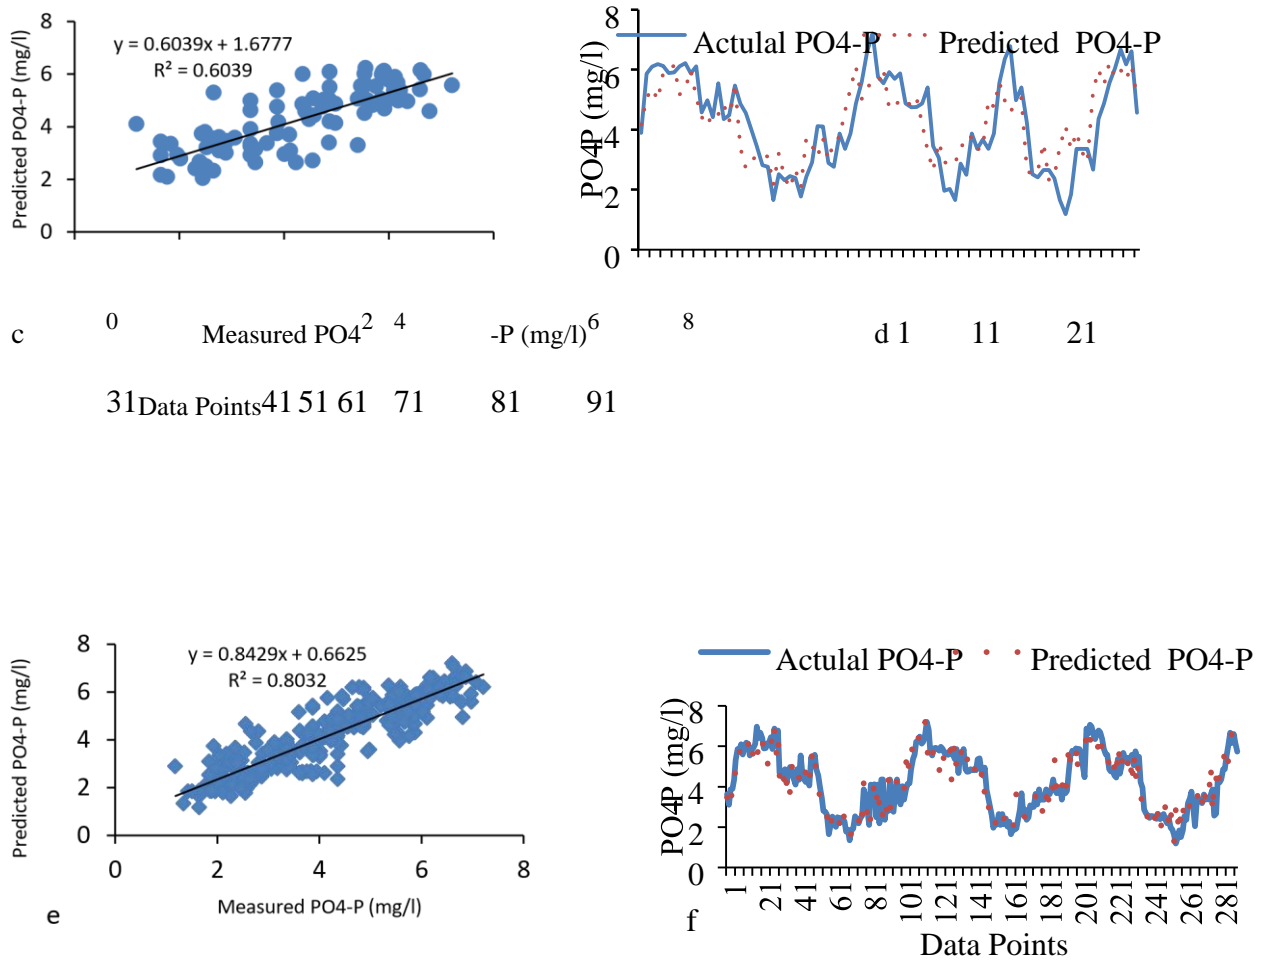 8
6
4
2
0
Predicted PO4-P (mg/l)
y = 0.6039x + 1.6777
R² = 0.6039
8
6
4
2
0
PO4P (mg/l)
Actulal PO4-P
Predicted PO4-P
0
2
4
6
8
c
Measured PO4
-P (mg/l)
d 1
11
21
31
Data Points
41
51
61
71
81
91
8
6
4
2
0
Predicted PO4-P (mg/l)
y = 0.8429x + 0.6625
R² = 0.8032
0
2
4
6
8
Measured PO4-P (mg/l)
e
Actulal PO4-P
Predicted PO4-P
8
6
4
2
0
PO4P (mg/l)
1
21
41
61
81
101
121
141
161
181
201
221
241
261
281
f
Data Points